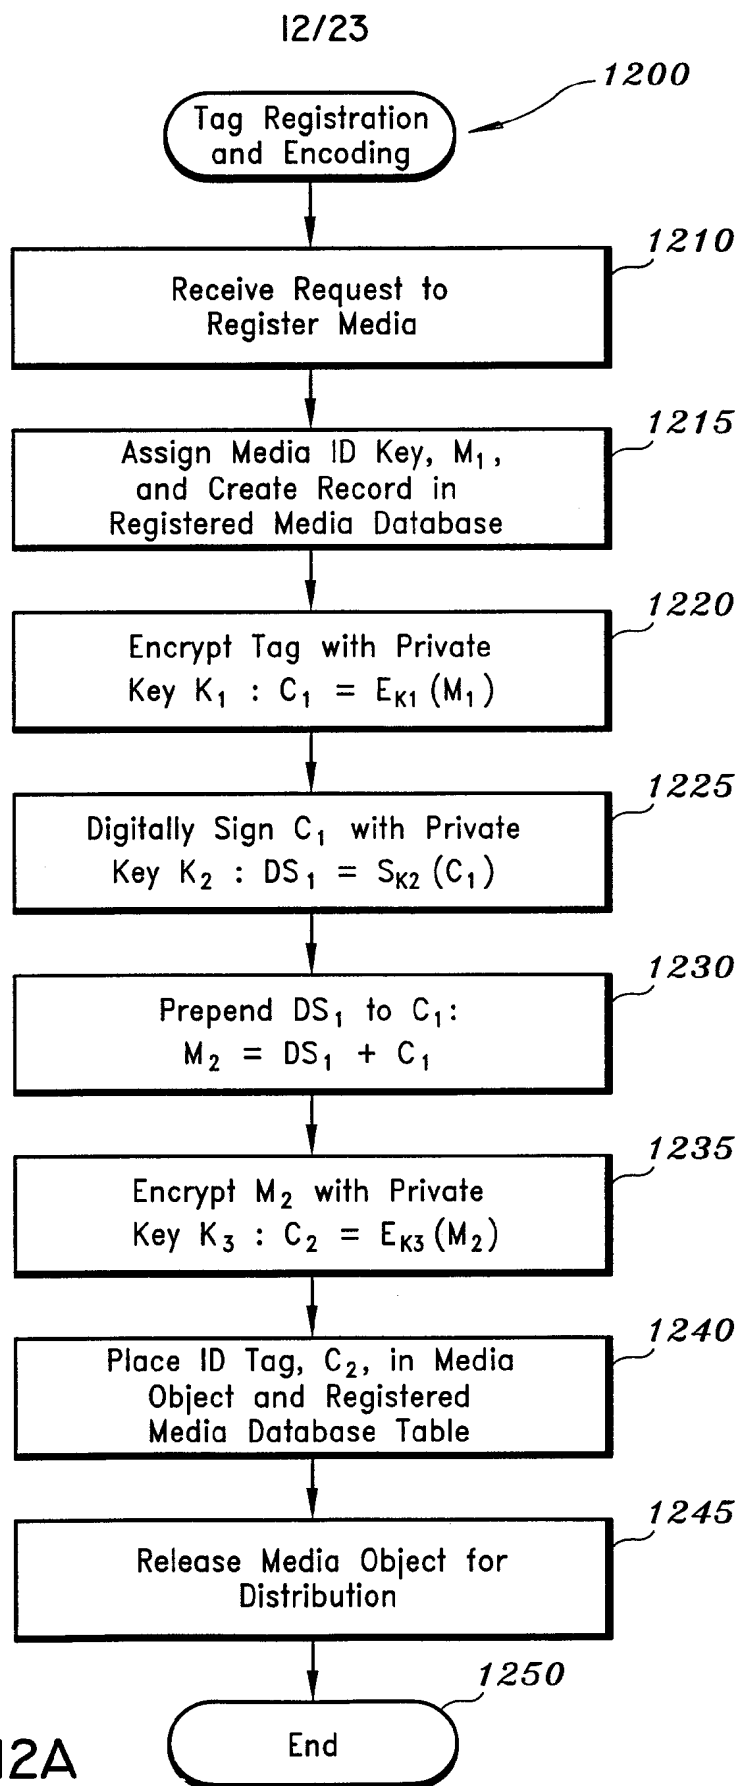 12/23
1200
Tag Registration
and Encoding
1210
Receive Request to
Register Media
1215
Assign Media ID Key, M₁,
and Create Record in
Registered Media Database
1220
Encrypt Tag with Private
Key K₁ : C₁ = E_K1 (M₁)
1225
Digitally Sign C₁ with Private
Key K₂ : DS₁ = S_K2 (C₁)
1230
Prepend DS₁ to C₁:
M₂ = DS₁ + C₁
1235
Encrypt M₂ with Private
Key K₃ : C₂ = E_K3 (M₂)
1240
Place ID Tag, C₂, in Media
Object and Registered
Media Database Table
1245
Release Media Object for
Distribution
1250
End
12A